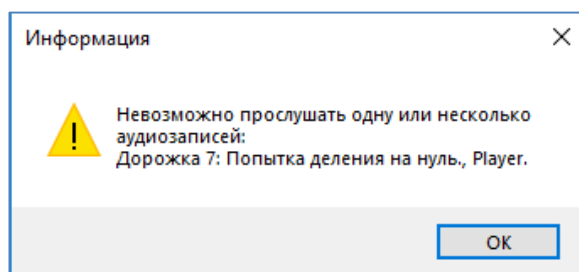 Информация
Невозможно прослушать одну или несколько
аудиозаписей:
Дорожка 7: Попытка деления на нуль., Player.
ОК